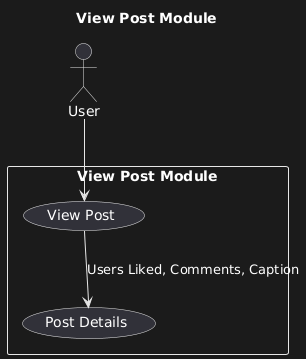 View Post Module
User
View Post Module
View Post
Users Liked, Comments, Caption
Post Details